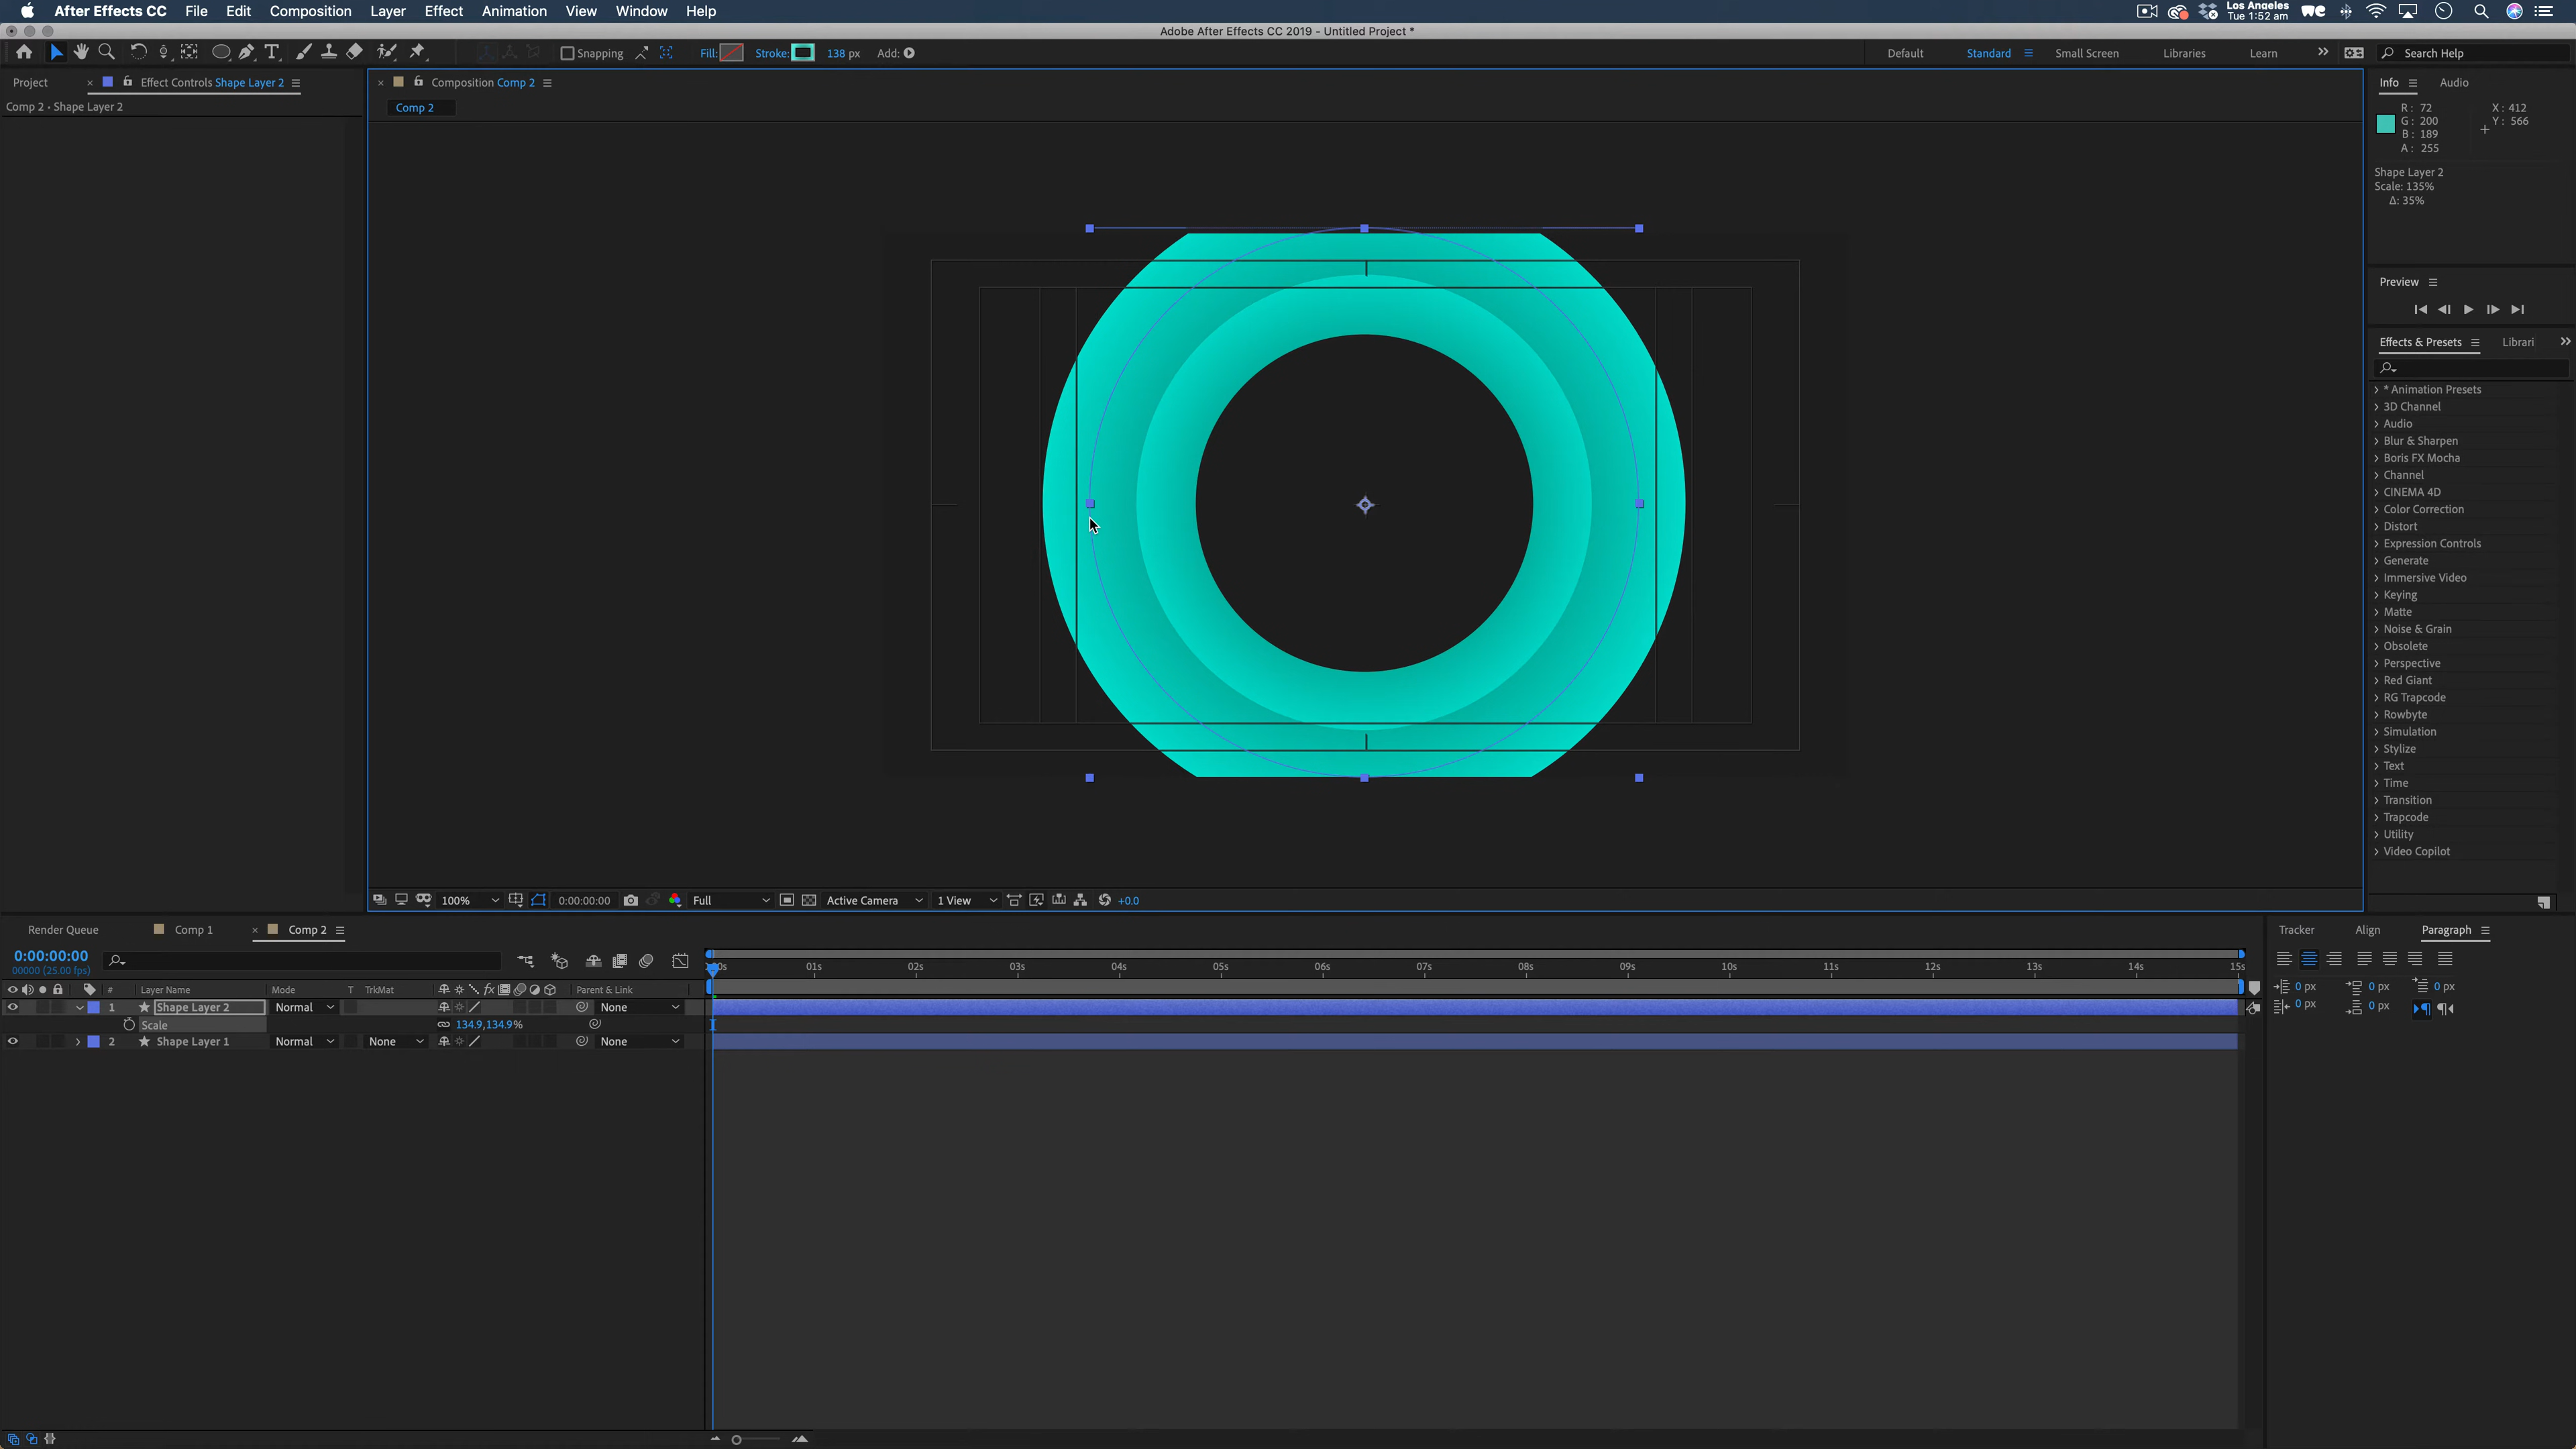 After Effects CC File Edit Composition Layer Effect Animation View Window Help
Los Angeles
Tue 1:52 am
Adobe After Effects CC 2019 - Untitled Project *
Snapping Fill: Stroke: 138 px Add:
Default Standard Small Screen Libraries Learn Search Help
Project Effect Controls Shape Layer 2
Comp 2 • Shape Layer 2
Composition Comp 2
Comp 2
Info Audio
R: 72 X: 412
G: 200 Y: 566
B: 189
A: 255
Shape Layer 2
Scale: 135%
Δ: 35%
Preview
Effects & Presets Librari
* Animation Presets
3D Channel
Audio
Blur & Sharpen
Boris FX Mocha
Channel
CINEMA 4D
Color Correction
Distort
Expression Controls
Generate
Immersive Video
Keying
Matte
Noise & Grain
Obsolete
Perspective
Red Giant
RG Trapcode
Rowbyte
Simulation
Stylize
Text
Time
Transition
Trapcode
Utility
Video Copilot
100% 0:00:00:00 Full Active Camera 1 View +0.0
Render Queue Comp 1 Comp 2
0:00:00:00
00000 (25.00 fps)
01s 02s 03s 04s 05s 06s 07s 08s 09s 10s 11s 12s 13s 14s 15s
# Layer Name Mode T TrkMat Parent & Link
1 Shape Layer 2 Normal None
Scale 134.9,134.9%
2 Shape Layer 1 Normal None None
Tracker Align Paragraph
0 px 0 px 0 px
0 px 0 px